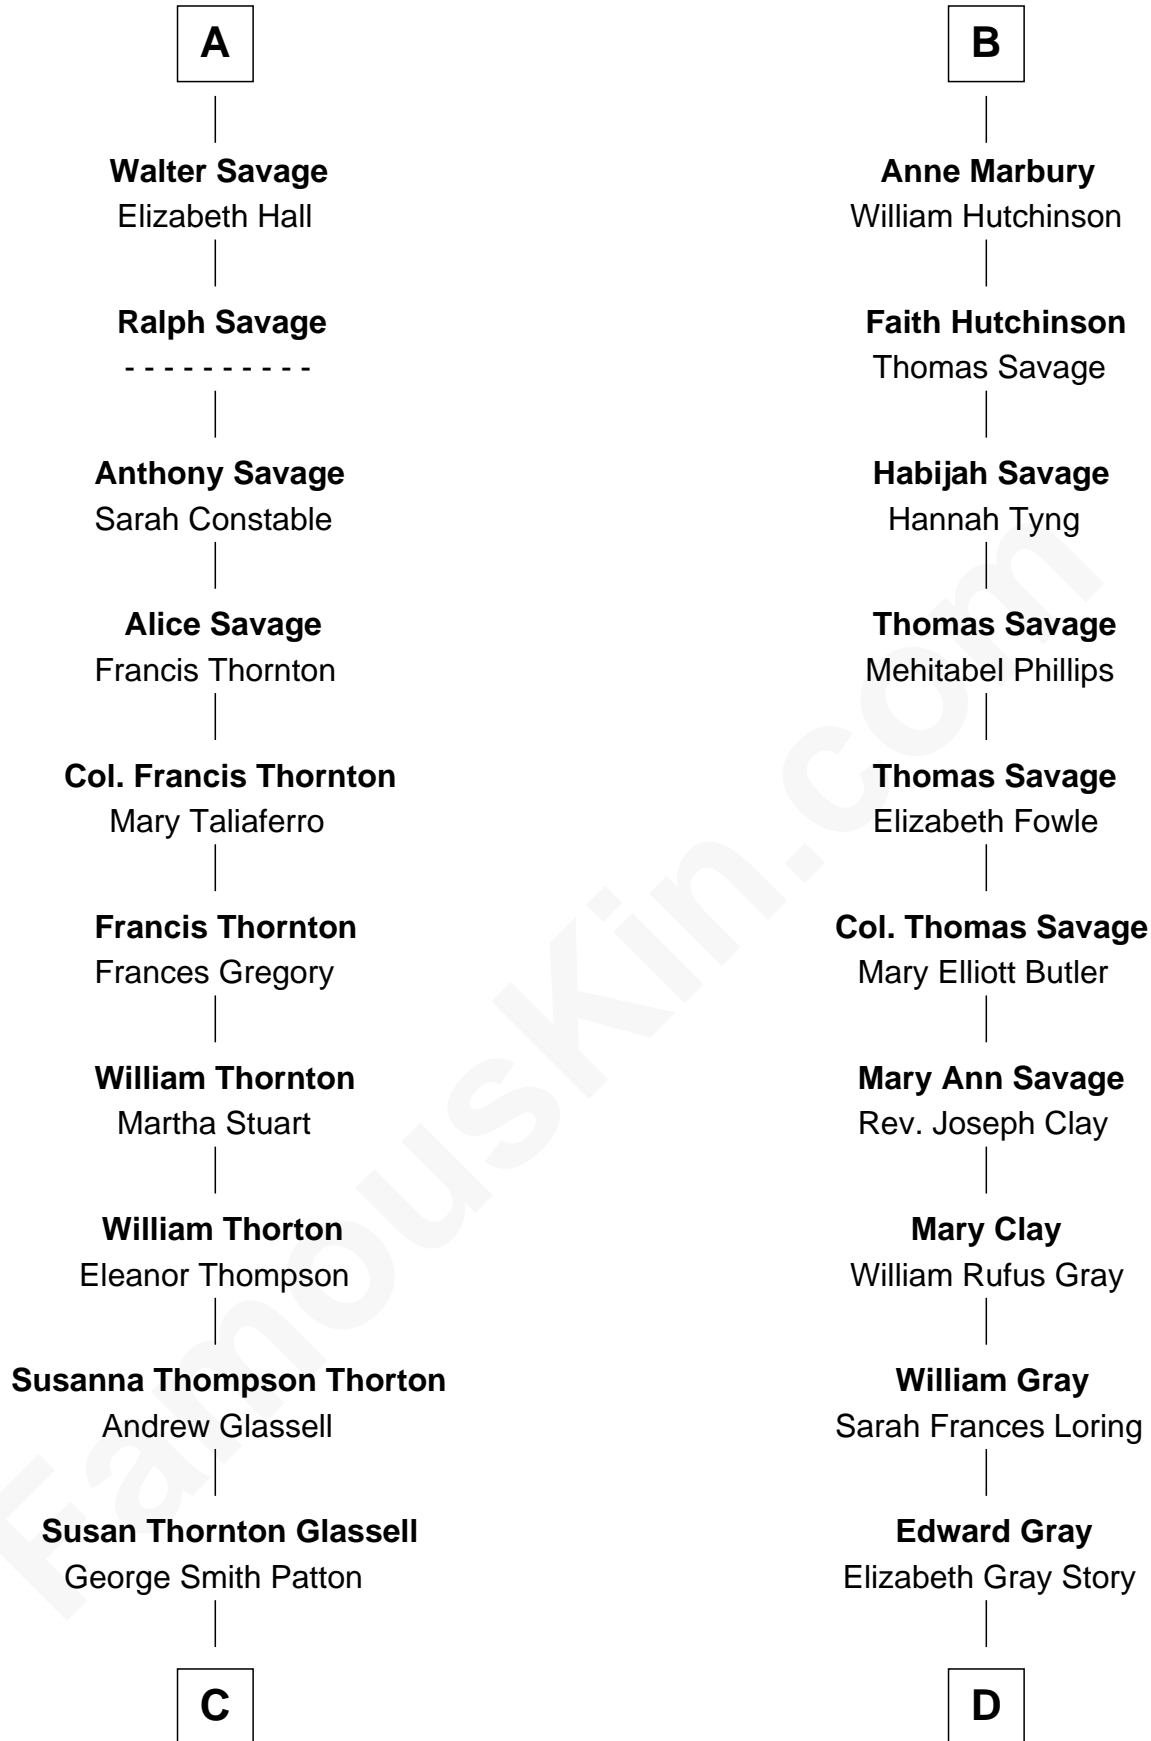 A
Walter Savage
Elizabeth Hall
Ralph Savage
- - - - - - - - - -
Anthony Savage
Sarah Constable
Alice Savage
Francis Thornton
Col. Francis Thornton
Mary Taliaferro
Francis Thornton
Frances Gregory
William Thornton
Martha Stuart
William Thorton
Eleanor Thompson
Susanna Thompson Thorton
Andrew Glassell
Susan Thornton Glassell
George Smith Patton
C
B
Anne Marbury
William Hutchinson
Faith Hutchinson
Thomas Savage
Habijah Savage
Hannah Tyng
Thomas Savage
Mehitabel Phillips
Thomas Savage
Elizabeth Fowle
Col. Thomas Savage
Mary Elliott Butler
Mary Ann Savage
Rev. Joseph Clay
Mary Clay
William Rufus Gray
William Gray
Sarah Frances Loring
Edward Gray
Elizabeth Gray Story
D
FamousKin.com